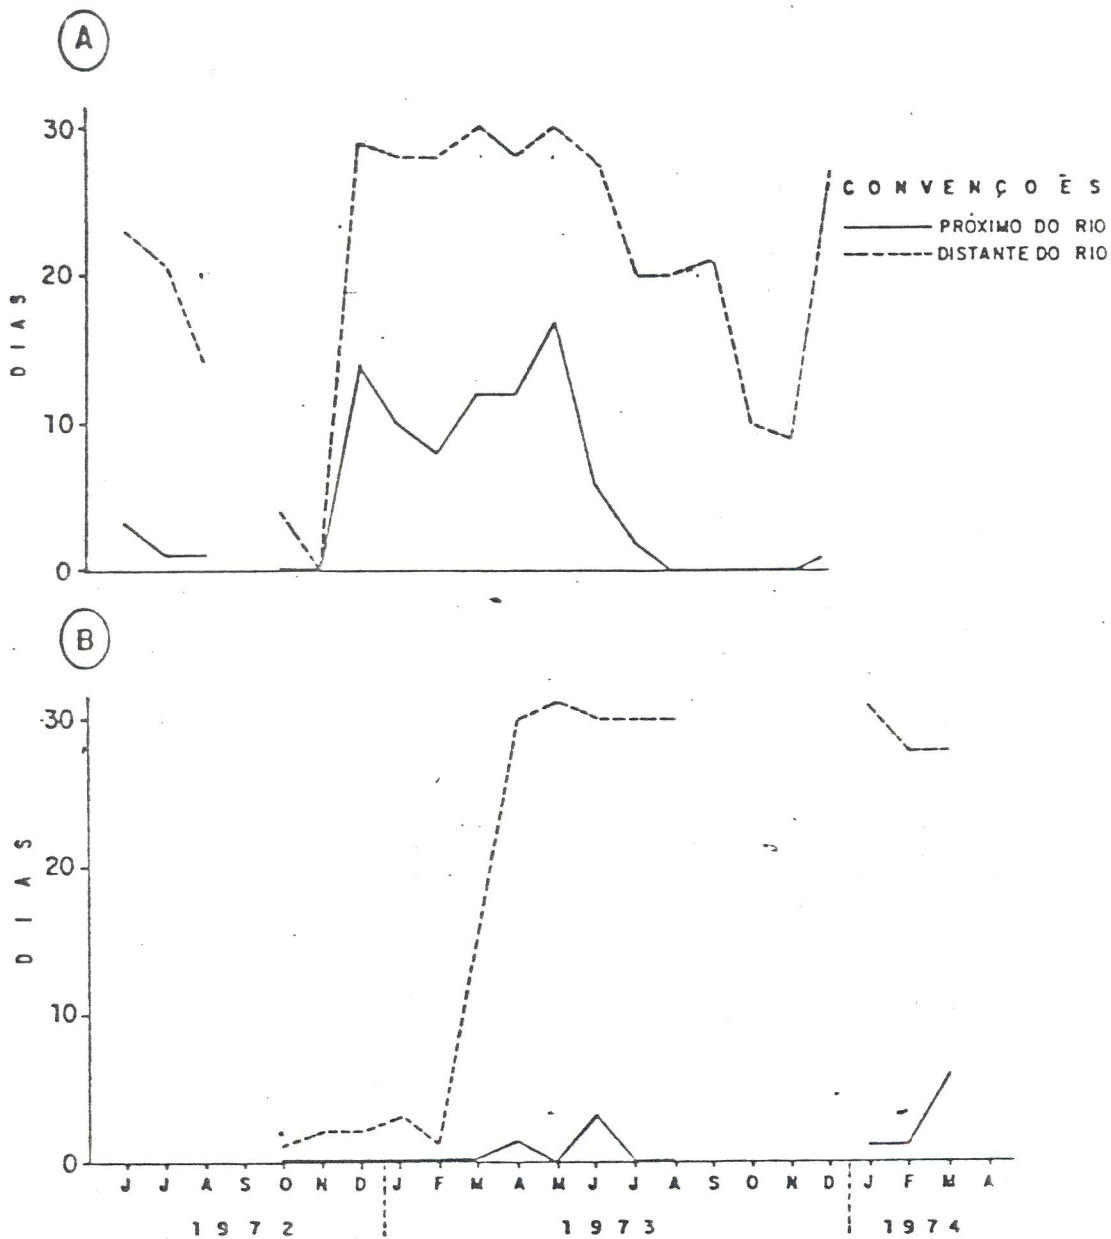 A
30
20
10
0
DIAS
CONVENÇOĒS
PRÓXIMO DO RIO
DISTANTE DO RIO
B
30
20
10
0
DIAS
J J A S O N D J F M A M J J A S O N D J F M A
1972 1973 1974